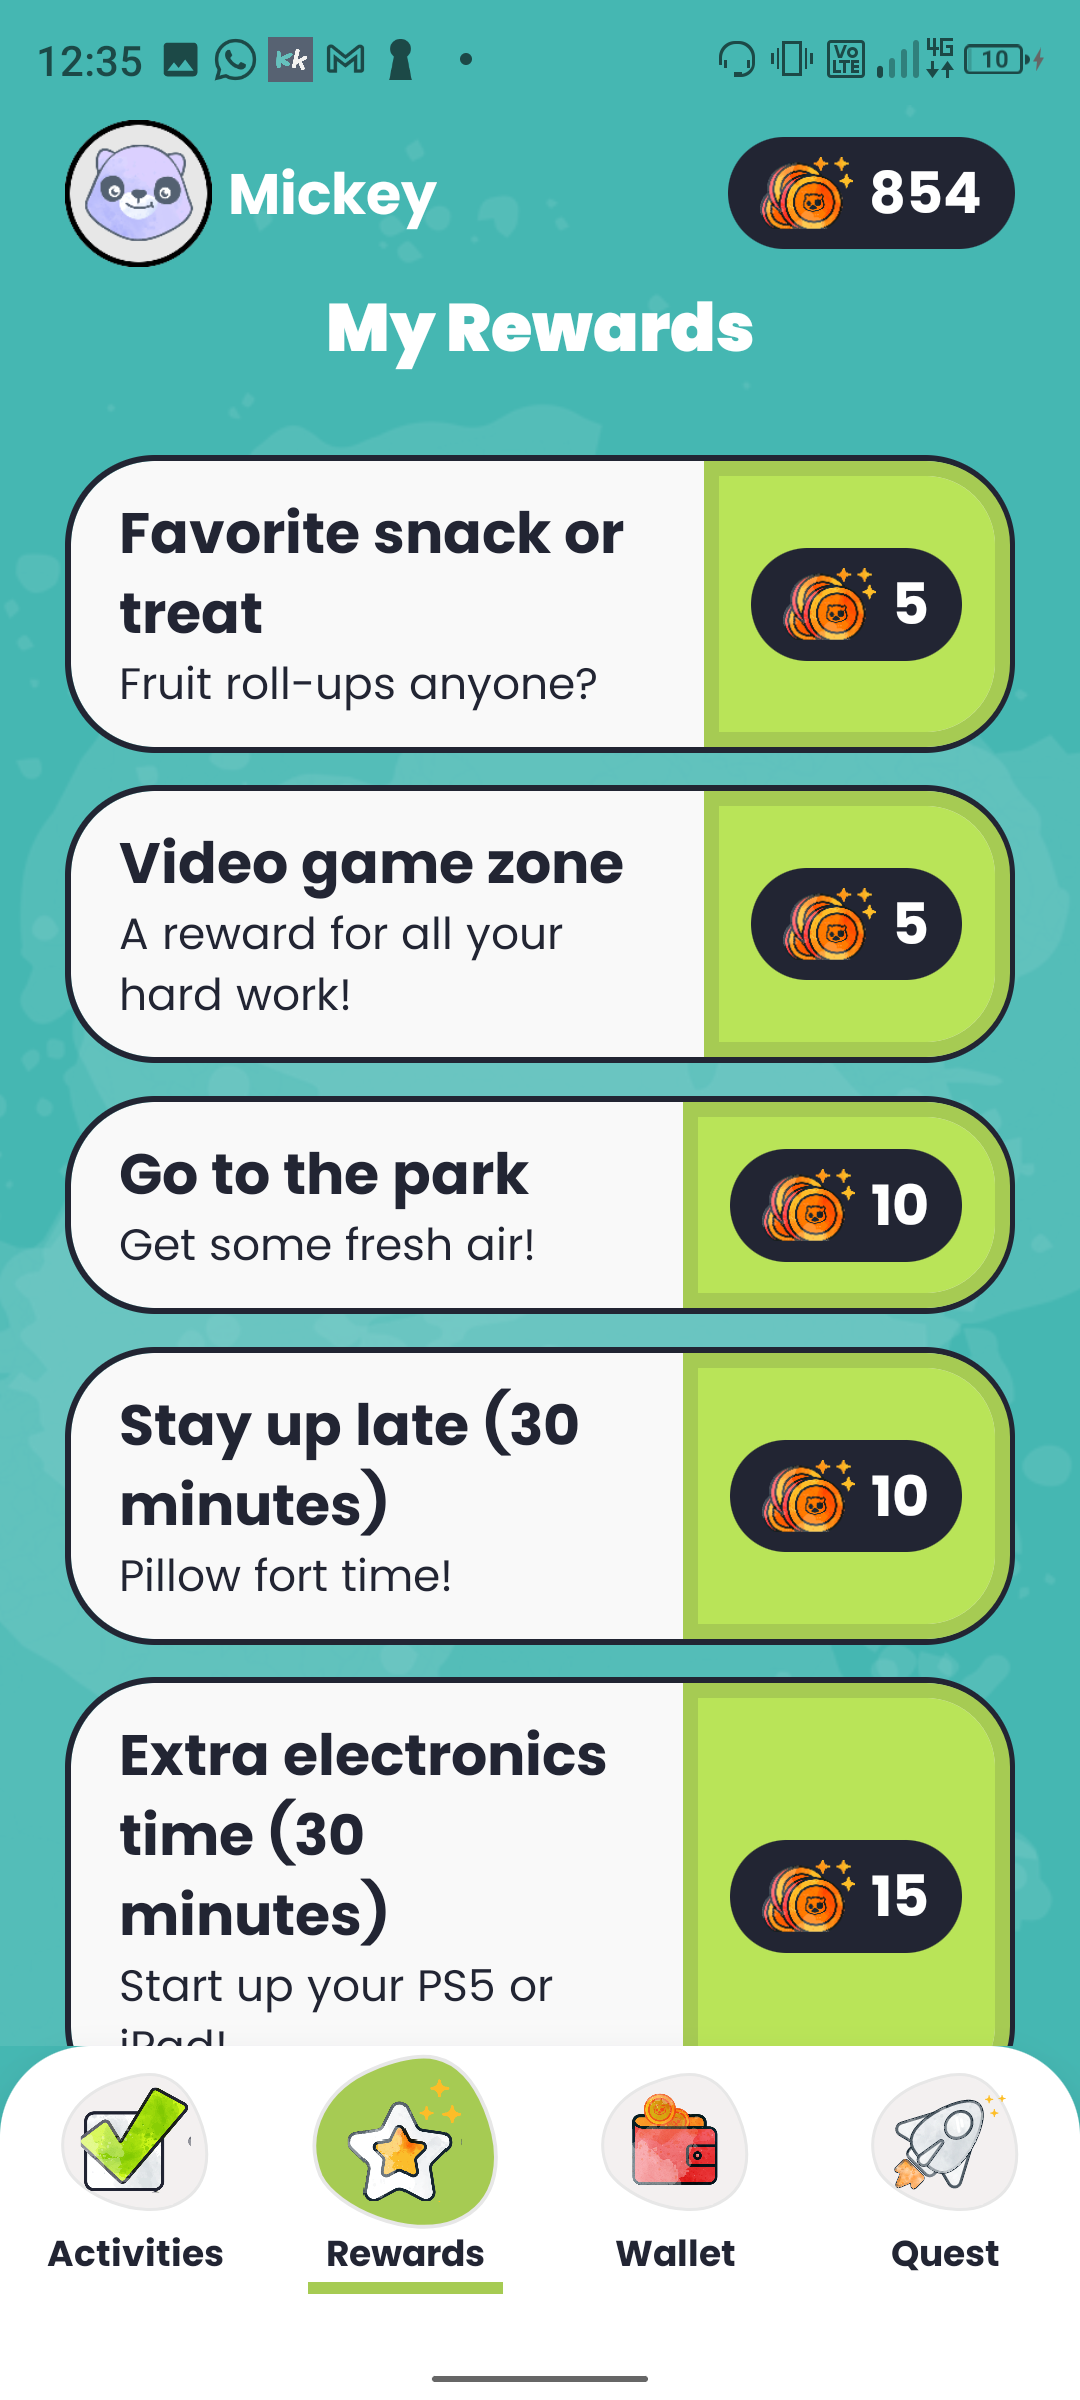 12:35
kk
Vo
LTE
4G
10
Mickey
854
My Rewards
Favorite snack or
treat
Fruit roll-ups anyone?
5
Video game zone
A reward for all your
hard work!
5
Go to the park
Get some fresh air!
10
Stay up late (30
minutes)
Pillow fort time!
10
Extra electronics
time (30
minutes)
Start up your PS5 or
iPad!
15
Activities
Rewards
Wallet
Quest